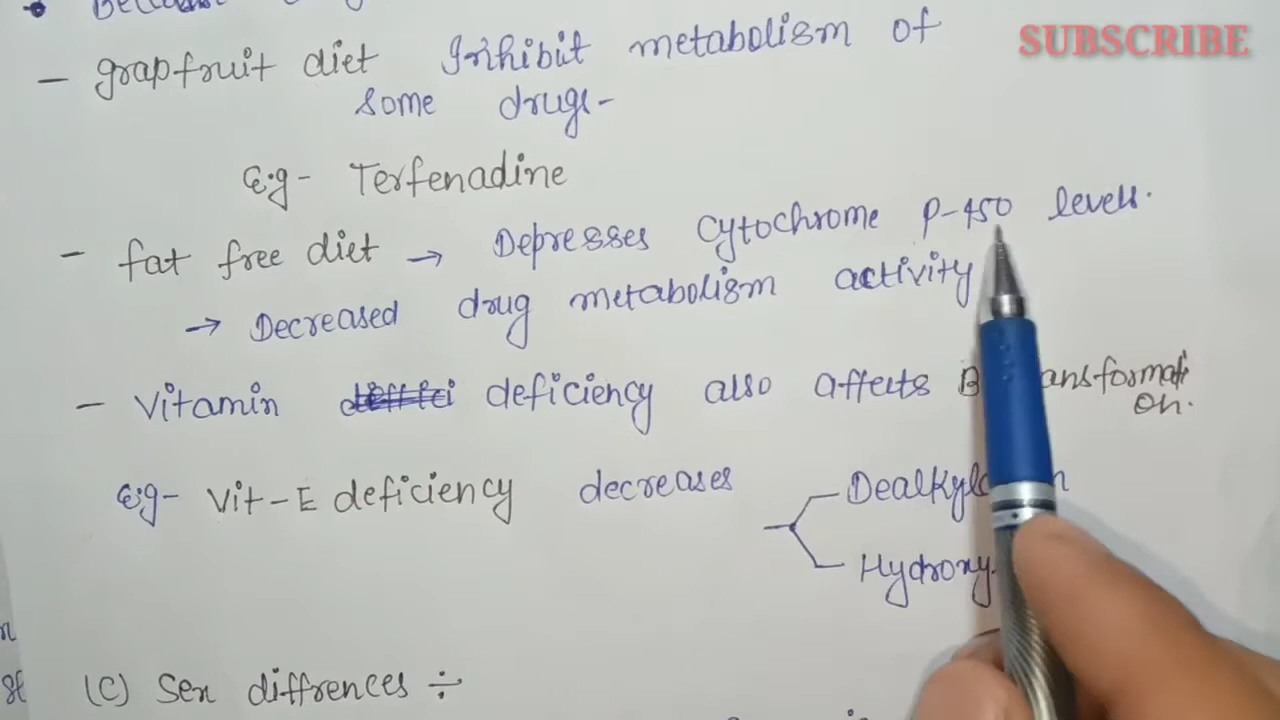 SUBSCRIBE
- grapfruit diet Inhibit metabolism of
some drugs-
E.g- Terfenadine
- fat free diet → Depresses Cytochrome P-450 levels.
→ Decreased drug metabolism activity
- Vitamin deficiency also affects
on.
E.g- Vit-E deficiency decreases
Hydroxy
(C) Sex diffrences ÷